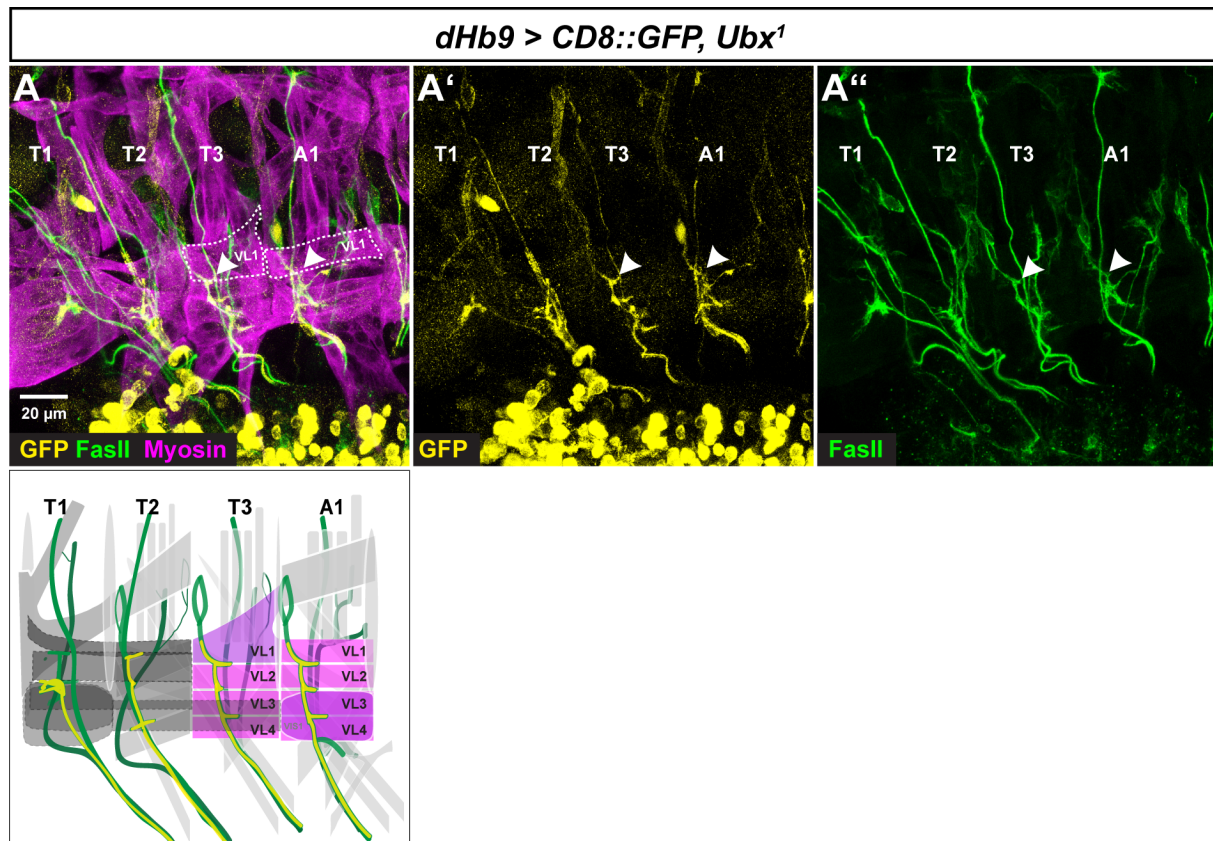 dHb9 > CD8::GFP, Ubx¹
A
T1 T2 T3 A1
VL1 VL1
20 µm
GFP FasII Myosin
A‘
T1 T2 T3 A1
GFP
A“
T1 T2 T3 A1
FasII
T1 T2 T3 A1
VL1 VL1
VL2 VL2
VL3 VL3
VL4 VL4